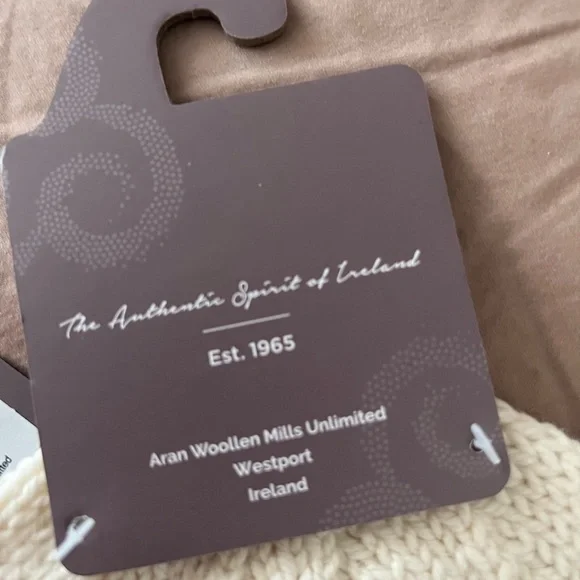 The Authentic Spirit of Ireland
Est. 1965
Aran Woollen Mills Unlimited
Westport
Ireland